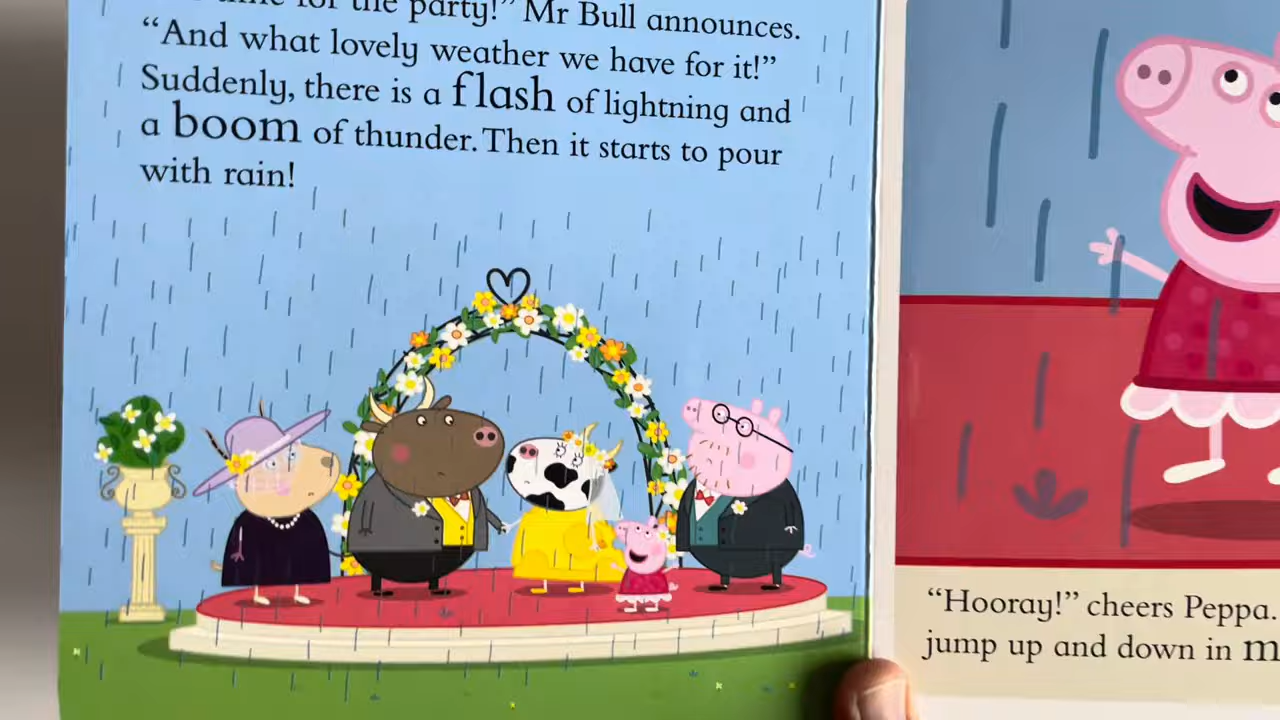 for the party!” Mr Bull announces.
“And what lovely weather we have for it!”
Suddenly, there is a flash of lightning and
a boom of thunder. Then it starts to pour
with rain!
“Hooray!” cheers Peppa.
jump up and down in